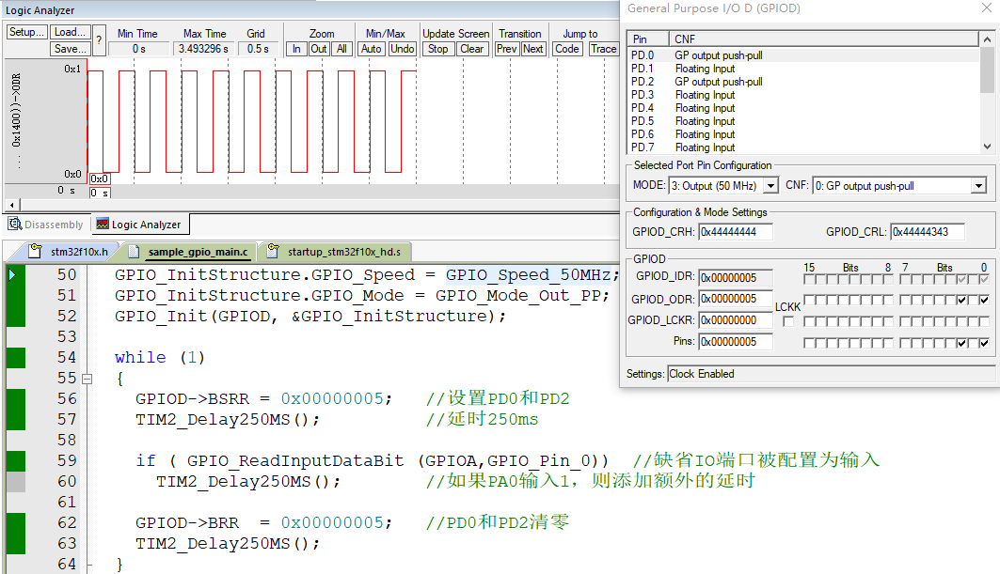 Logic Analyzer
Setup... Load... ? Min Time Max Time Grid Zoom Min/Max Update Screen Transition Jump to
Save... 0 s 3.493296 s 0.5 s In Out All Auto Undo Stop Clear Prev Next Code Trace
0x1
... 0x1400))->ODR
0x0 0x0
0 s 0 s
Disassembly Logic Analyzer
stm32f10x.h sample_gpio_main.c startup_stm32f10x_hd.s
50 GPIO_InitStructure.GPIO_Speed = GPIO_Speed_50MHz;
51 GPIO_InitStructure.GPIO_Mode = GPIO_Mode_Out_PP;
52 GPIO_Init(GPIOD, &GPIO_InitStructure);
53
54 while (1)
55 {
56 GPIOD->BSRR = 0x00000005; //设置PD0和PD2
57 TIM2_Delay250MS(); //延时250ms
58
59 if ( GPIO_ReadInputDataBit (GPIOA,GPIO_Pin_0)) //缺省IO端口被配置为输入
60 TIM2_Delay250MS(); //如果PA0输入1，则添加额外的延时
61
62 GPIOD->BRR = 0x00000005; //PD0和PD2清零
63 TIM2_Delay250MS();
64 }
General Purpose I/O D (GPIOD)
Pin CNF
PD.0 GP output push-pull
PD.1 Floating Input
PD.2 GP output push-pull
PD.3 Floating Input
PD.4 Floating Input
PD.5 Floating Input
PD.6 Floating Input
PD.7 Floating Input
Selected Port Pin Configuration
MODE: 3: Output (50 MHz) CNF: 0: GP output push-pull
Configuration & Mode Settings
GPIOD_CRH: 0x44444444 GPIOD_CRL: 0x44444343
GPIOD
15 Bits 8 7 Bits 0
GPIOD_IDR: 0x00000005
GPIOD_ODR: 0x00000005
LCKK
GPIOD_LCKR: 0x00000000
Pins: 0x00000005
Settings: Clock Enabled